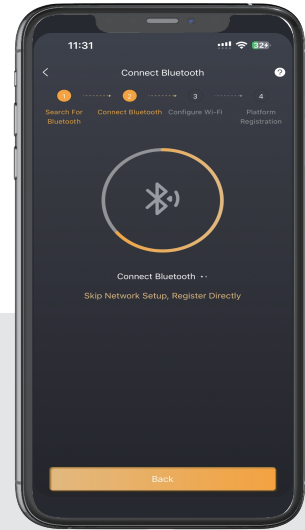 11:31
32
Connect Bluetooth
?
1 2 3 4
Search For Connect Bluetooth Configure Wi-Fi Platform
Bluetooth Registration
Connect Bluetooth ··
Skip Network Setup, Register Directly
Back